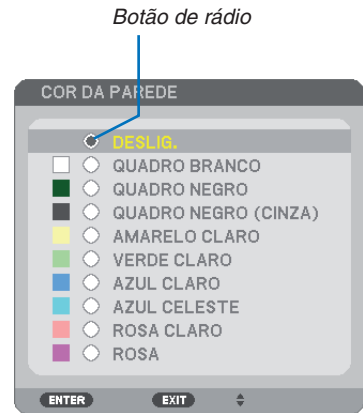 Botão de rádio
COR DA PAREDE
DESLIG.
QUADRO BRANCO
QUADRO NEGRO
QUADRO NEGRO (CINZA)
AMARELO CLARO
VERDE CLARO
AZUL CLARO
AZUL CELESTE
ROSA CLARO
ROSA
ENTER EXIT